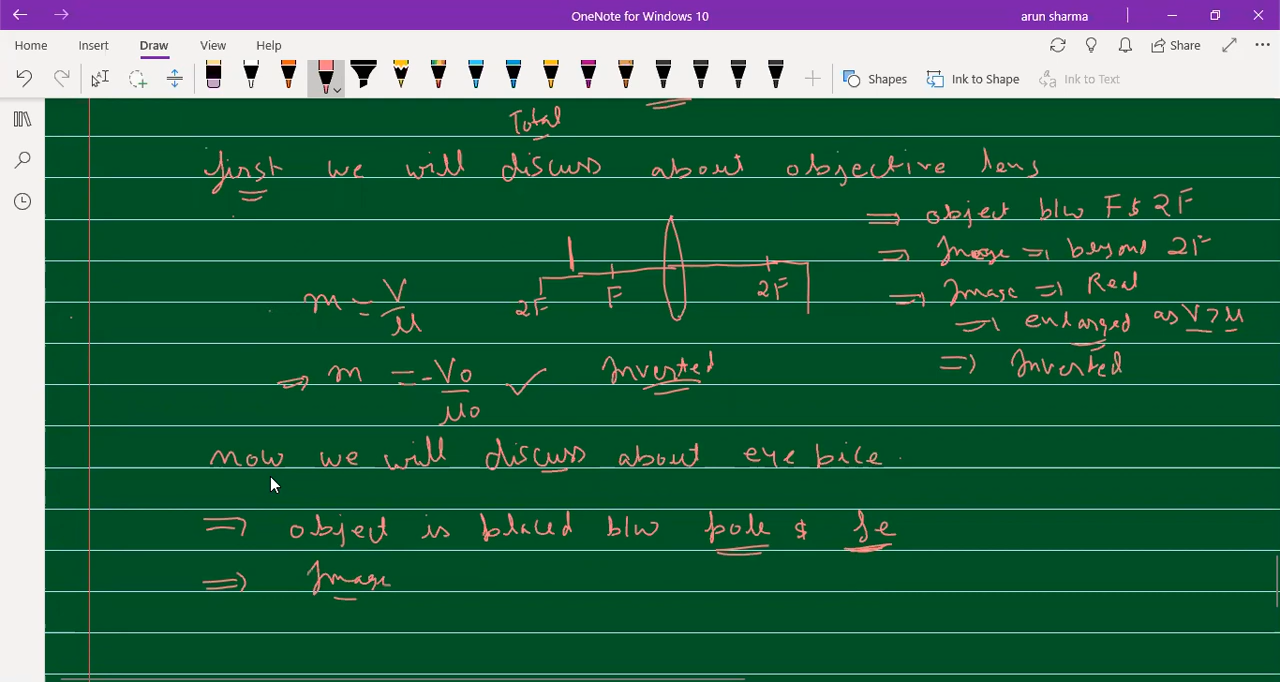 OneNote for Windows 10
arun sharma
Home Insert Draw View Help
Share
Shapes Ink to Shape Ink to Text
Total
first we will discuss about objective lens
⇒ object b/w F & 2F
⇒ Image ⇒ beyond 2F
⇒ Image ⇒ Real
⇒ enlarged as V > u
⇒ Inverted
2F F 2F
m = V/u
⇒ m = -Vo/uo ✓ Inverted
now we will discuss about eye bice.
⇒ object is placed b/w pole & fe
⇒ Image